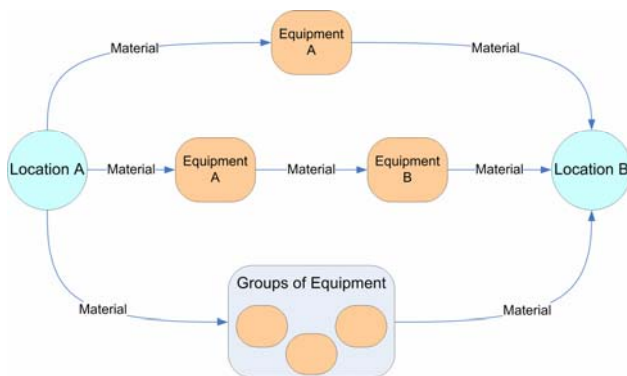 Equipment
A
Material
Material
Location A
Material
Equipment
A
Material
Equipment
B
Material
Location B
Groups of Equipment
Material
Material